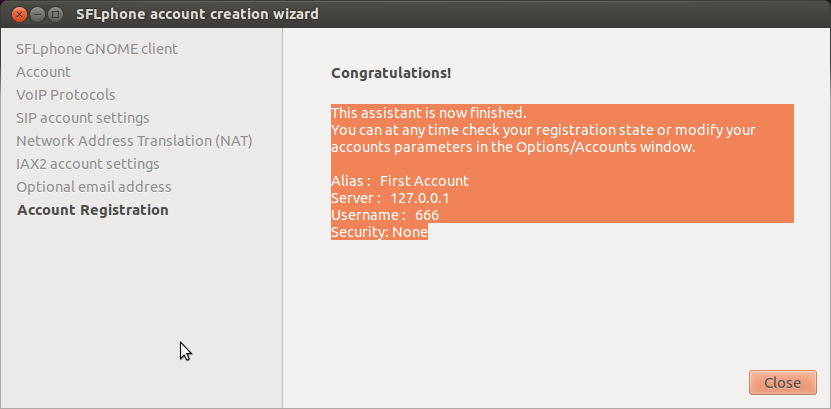 SFLphone account creation wizard
SFLphone GNOME client
Account
VoIP Protocols
SIP account settings
Network Address Translation (NAT)
IAX2 account settings
Optional email address
Account Registration
Congratulations!
This assistant is now finished.
You can at any time check your registration state or modify your
accounts parameters in the Options/Accounts window.
Alias :   First Account
Server :   127.0.0.1
Username :   666
Security: None
Close